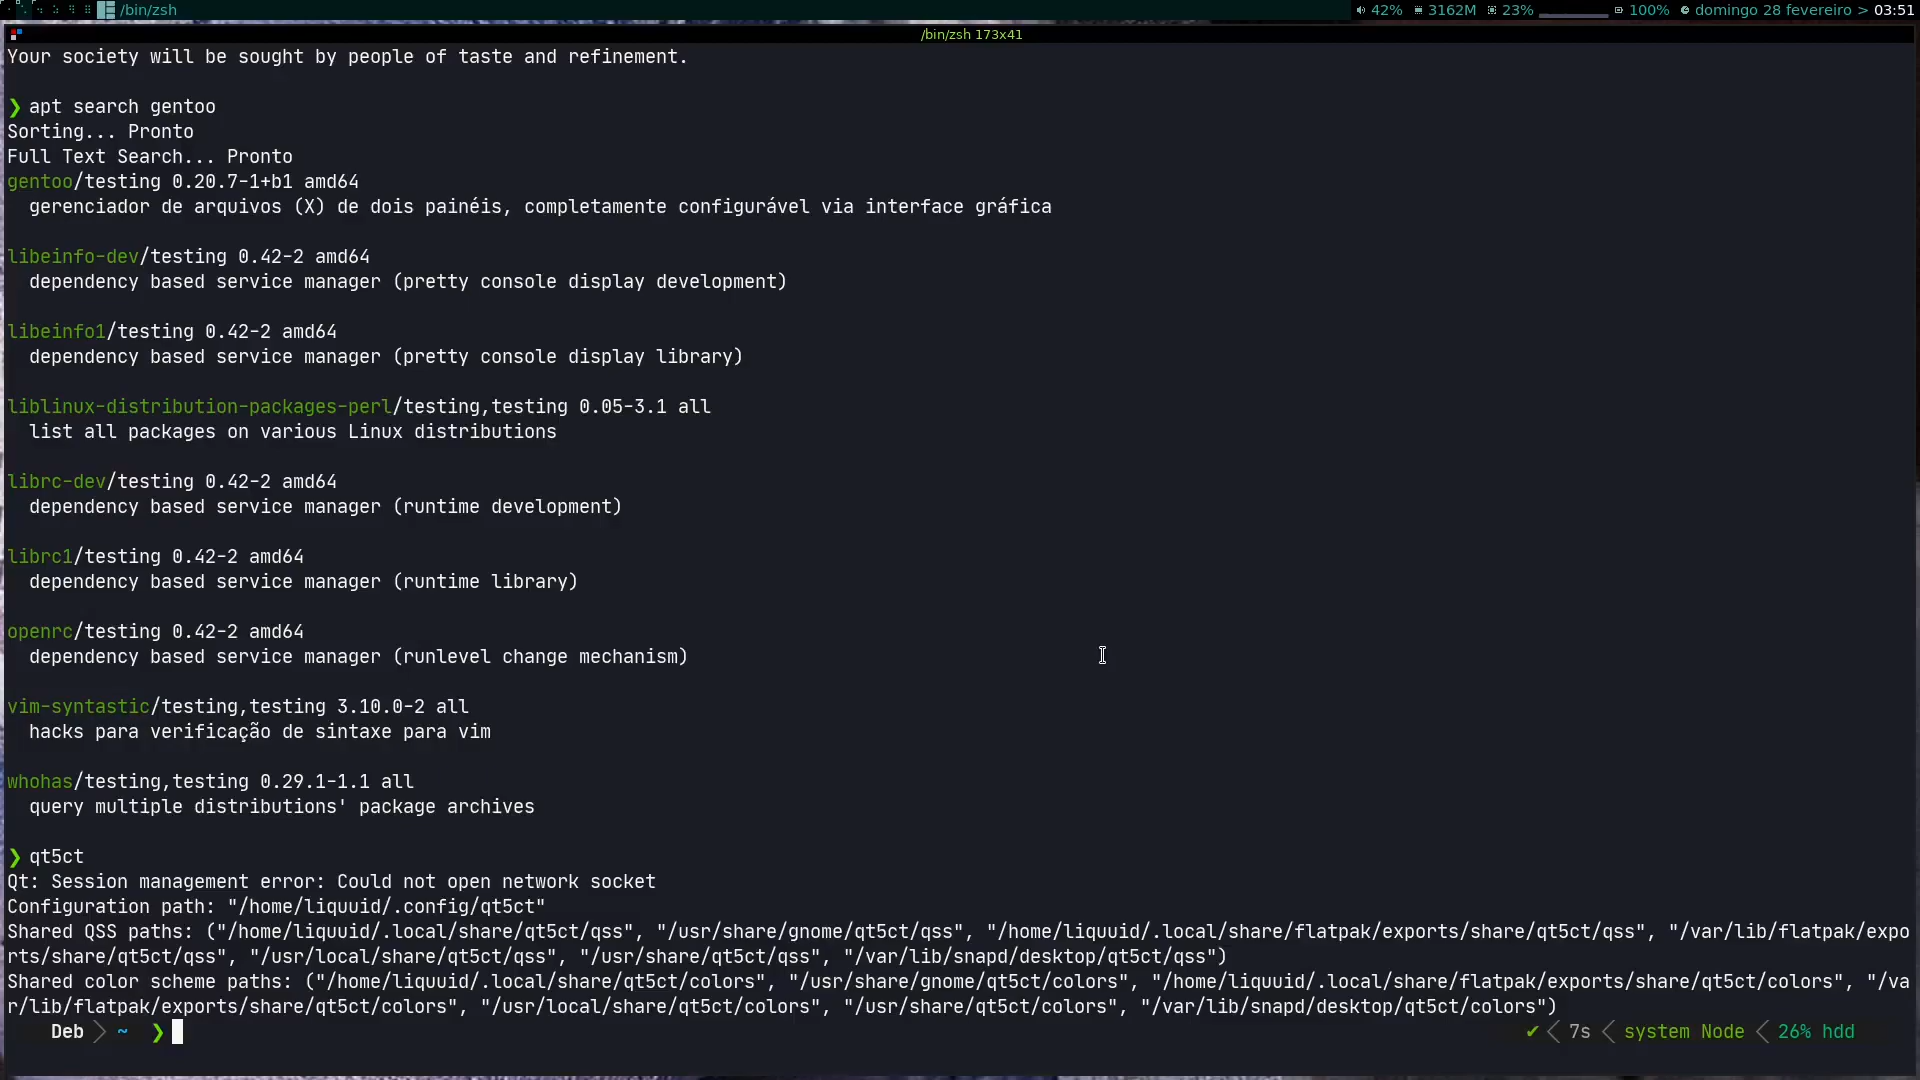 /bin/zsh 42% 3162M 23% 100% domingo 28 fevereiro > 03:51
/bin/zsh 173x41
Your society will be sought by people of taste and refinement.
❯ apt search gentoo
Sorting... Pronto
Full Text Search... Pronto
gentoo/testing 0.20.7-1+b1 amd64
gerenciador de arquivos (X) de dois painéis, completamente configurável via interface gráfica
libeinfo-dev/testing 0.42-2 amd64
dependency based service manager (pretty console display development)
libeinfo1/testing 0.42-2 amd64
dependency based service manager (pretty console display library)
liblinux-distribution-packages-perl/testing,testing 0.05-3.1 all
list all packages on various Linux distributions
librc-dev/testing 0.42-2 amd64
dependency based service manager (runtime development)
librc1/testing 0.42-2 amd64
dependency based service manager (runtime library)
openrc/testing 0.42-2 amd64
dependency based service manager (runlevel change mechanism)
vim-syntastic/testing,testing 3.10.0-2 all
hacks para verificação de sintaxe para vim
whohas/testing,testing 0.29.1-1.1 all
query multiple distributions' package archives
❯ qt5ct
Qt: Session management error: Could not open network socket
Configuration path: "/home/liquuid/.config/qt5ct"
Shared QSS paths: ("/home/liquuid/.local/share/qt5ct/qss", "/usr/share/gnome/qt5ct/qss", "/home/liquuid/.local/share/flatpak/exports/share/qt5ct/qss", "/var/lib/flatpak/expo
rts/share/qt5ct/qss", "/usr/local/share/qt5ct/qss", "/usr/share/qt5ct/qss", "/var/lib/snapd/desktop/qt5ct/qss")
Shared color scheme paths: ("/home/liquuid/.local/share/qt5ct/colors", "/usr/share/gnome/qt5ct/colors", "/home/liquuid/.local/share/flatpak/exports/share/qt5ct/colors", "/va
r/lib/flatpak/exports/share/qt5ct/colors", "/usr/local/share/qt5ct/colors", "/usr/share/qt5ct/colors", "/var/lib/snapd/desktop/qt5ct/colors")
Deb ~ ❯ ✔ 7s system Node 26% hdd